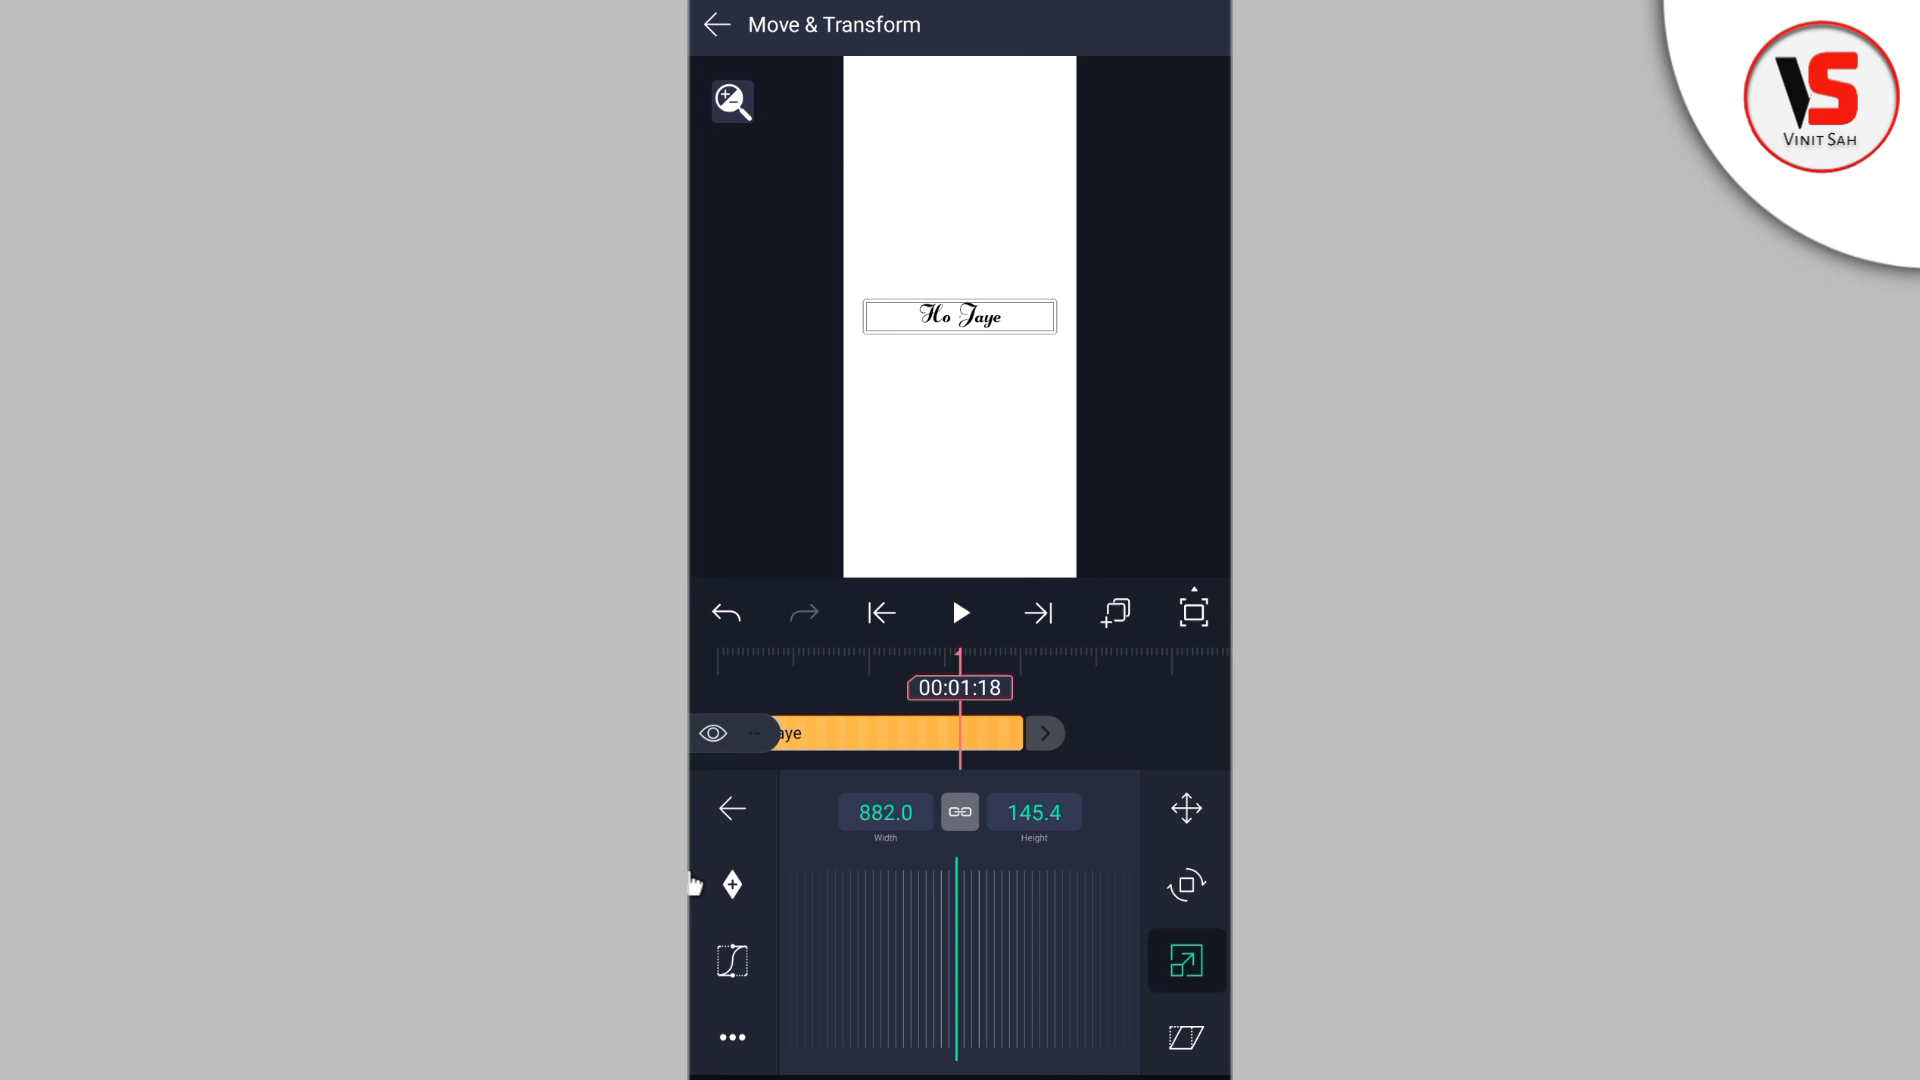 Move & Transform
VS
VINIT SAH
Ho Jaye
00:01:18
aye
882.0
145.4
Width
Height